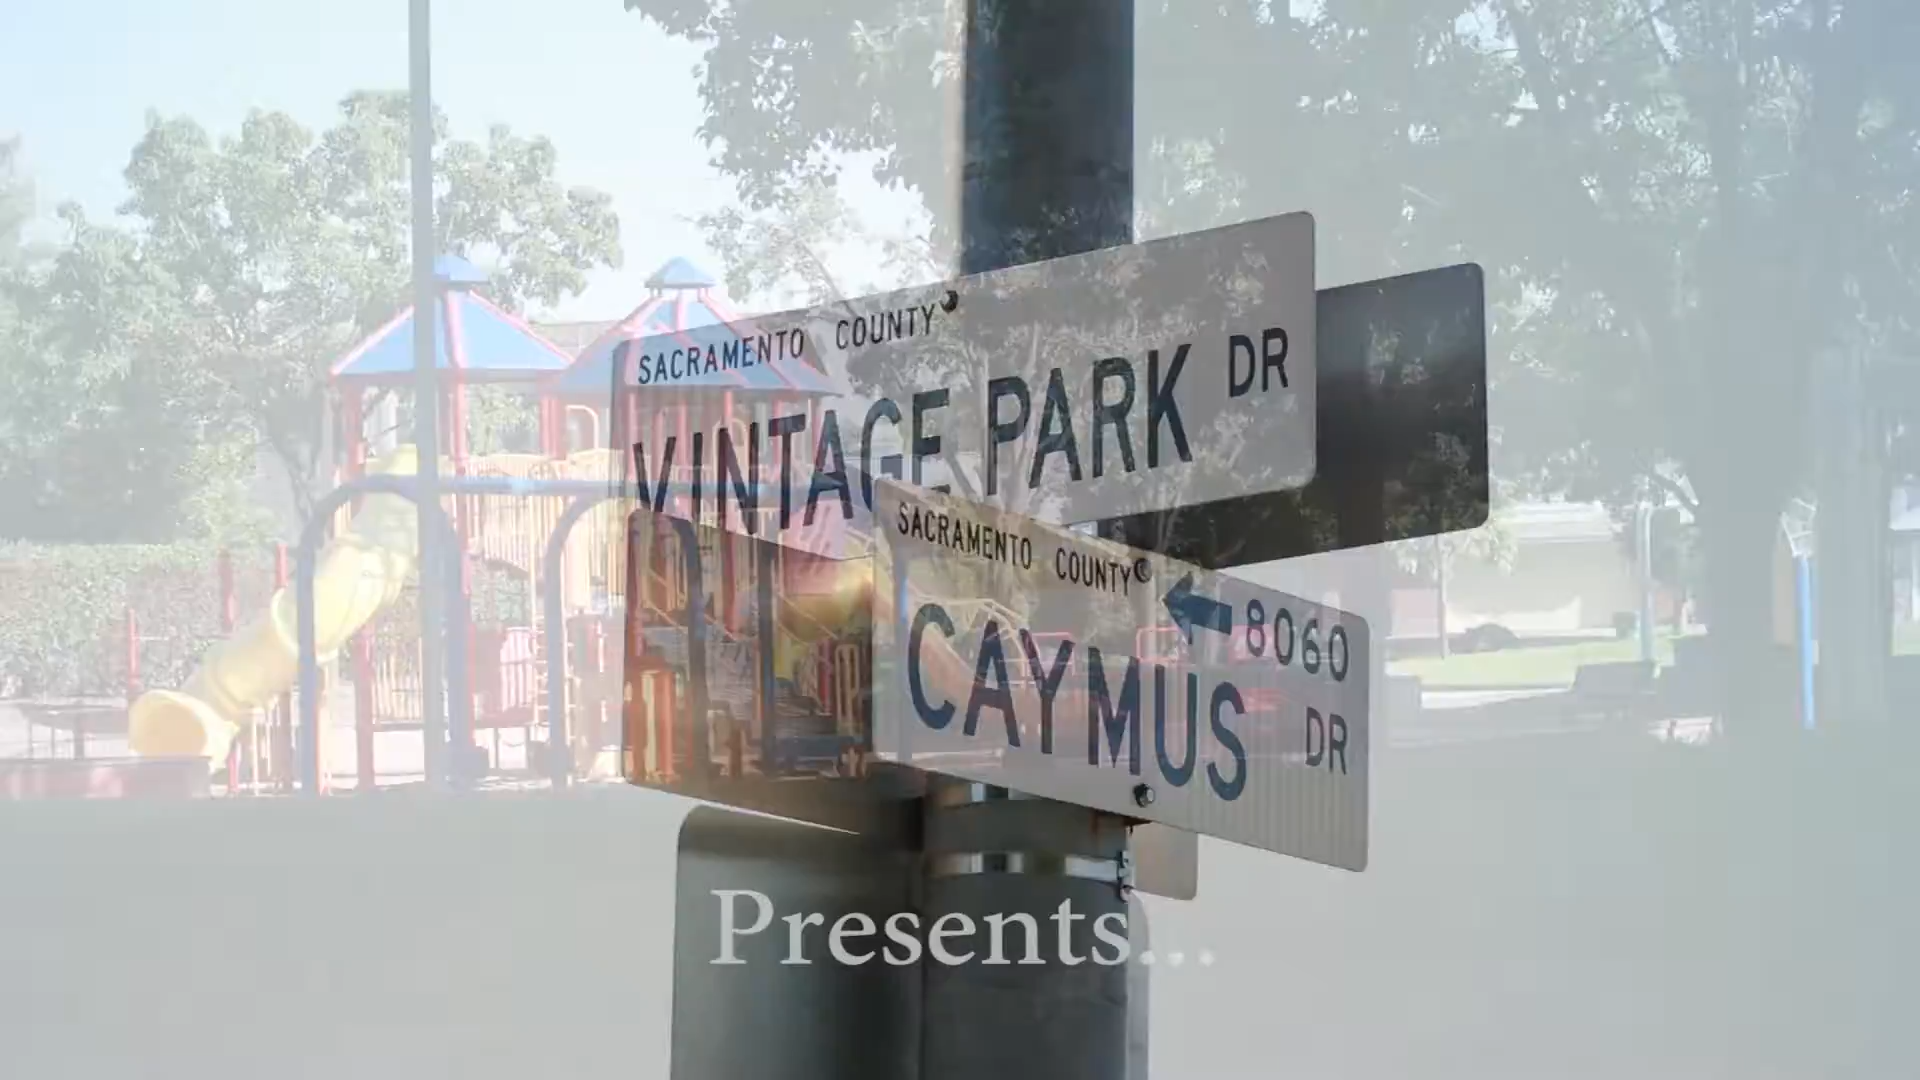 SACRAMENTO COUNTY
VINTAGE PARK DR
SACRAMENTO COUNTY
8060
CAYMUS DR
Presents...